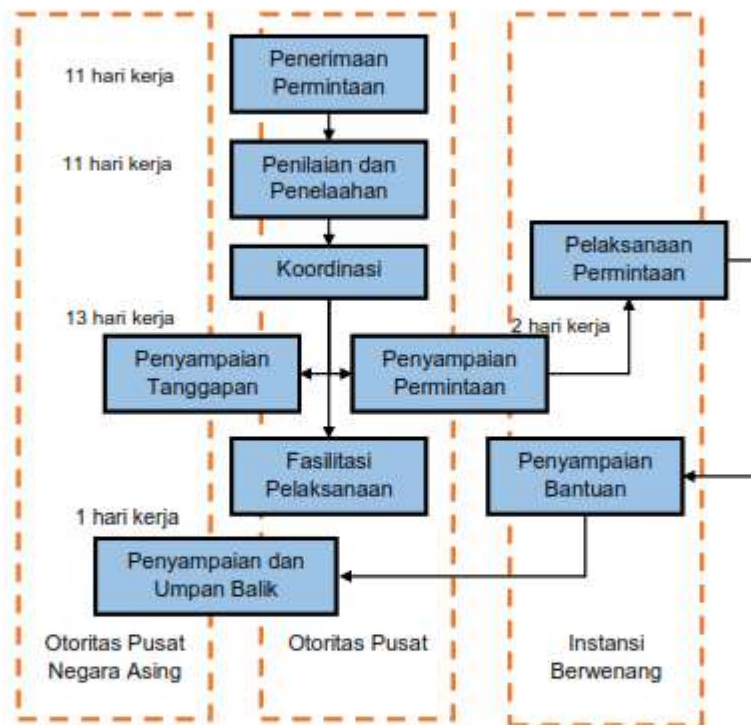 Penerimaan
Permintaan
11 hari kerja
Penilaian dan
Penelaahan
11 hari kerja
Koordinasi
Pelaksanaan
Permintaan
13 hari kerja
2 hari kerja
Penyampaian
Tanggapan
Penyampaian
Permintaan
Fasilitasi
Pelaksanaan
Penyampaian
Bantuan
1 hari kerja
Penyampaian dan
Umpan Balik
Otoritas Pusat
Negara Asing
Otoritas Pusat
Instansi
Berwenang